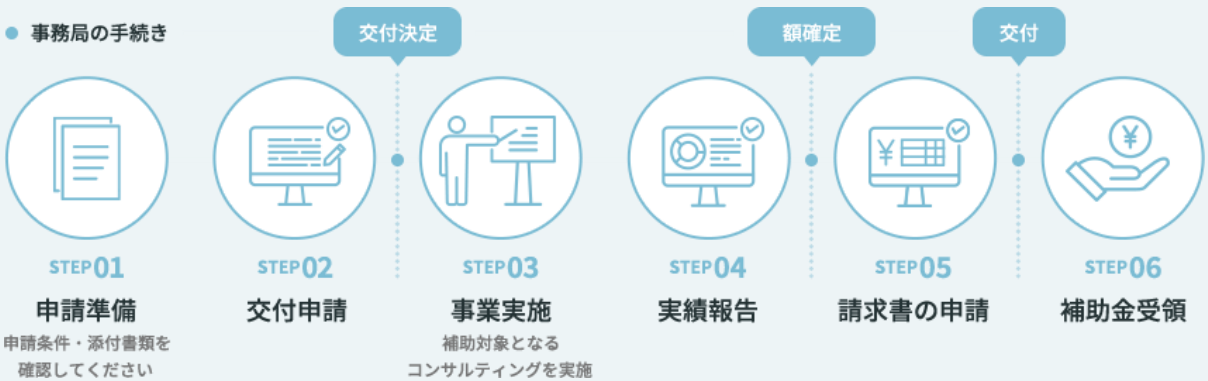 事務局の手続き
交付決定
額確定
交付
STEP01
申請準備
申請条件・添付書類を
確認してください
STEP02
交付申請
STEP03
事業実施
補助対象となる
コンサルティングを実施
STEP04
実績報告
¥
STEP05
請求書の申請
¥
STEP06
補助金受領